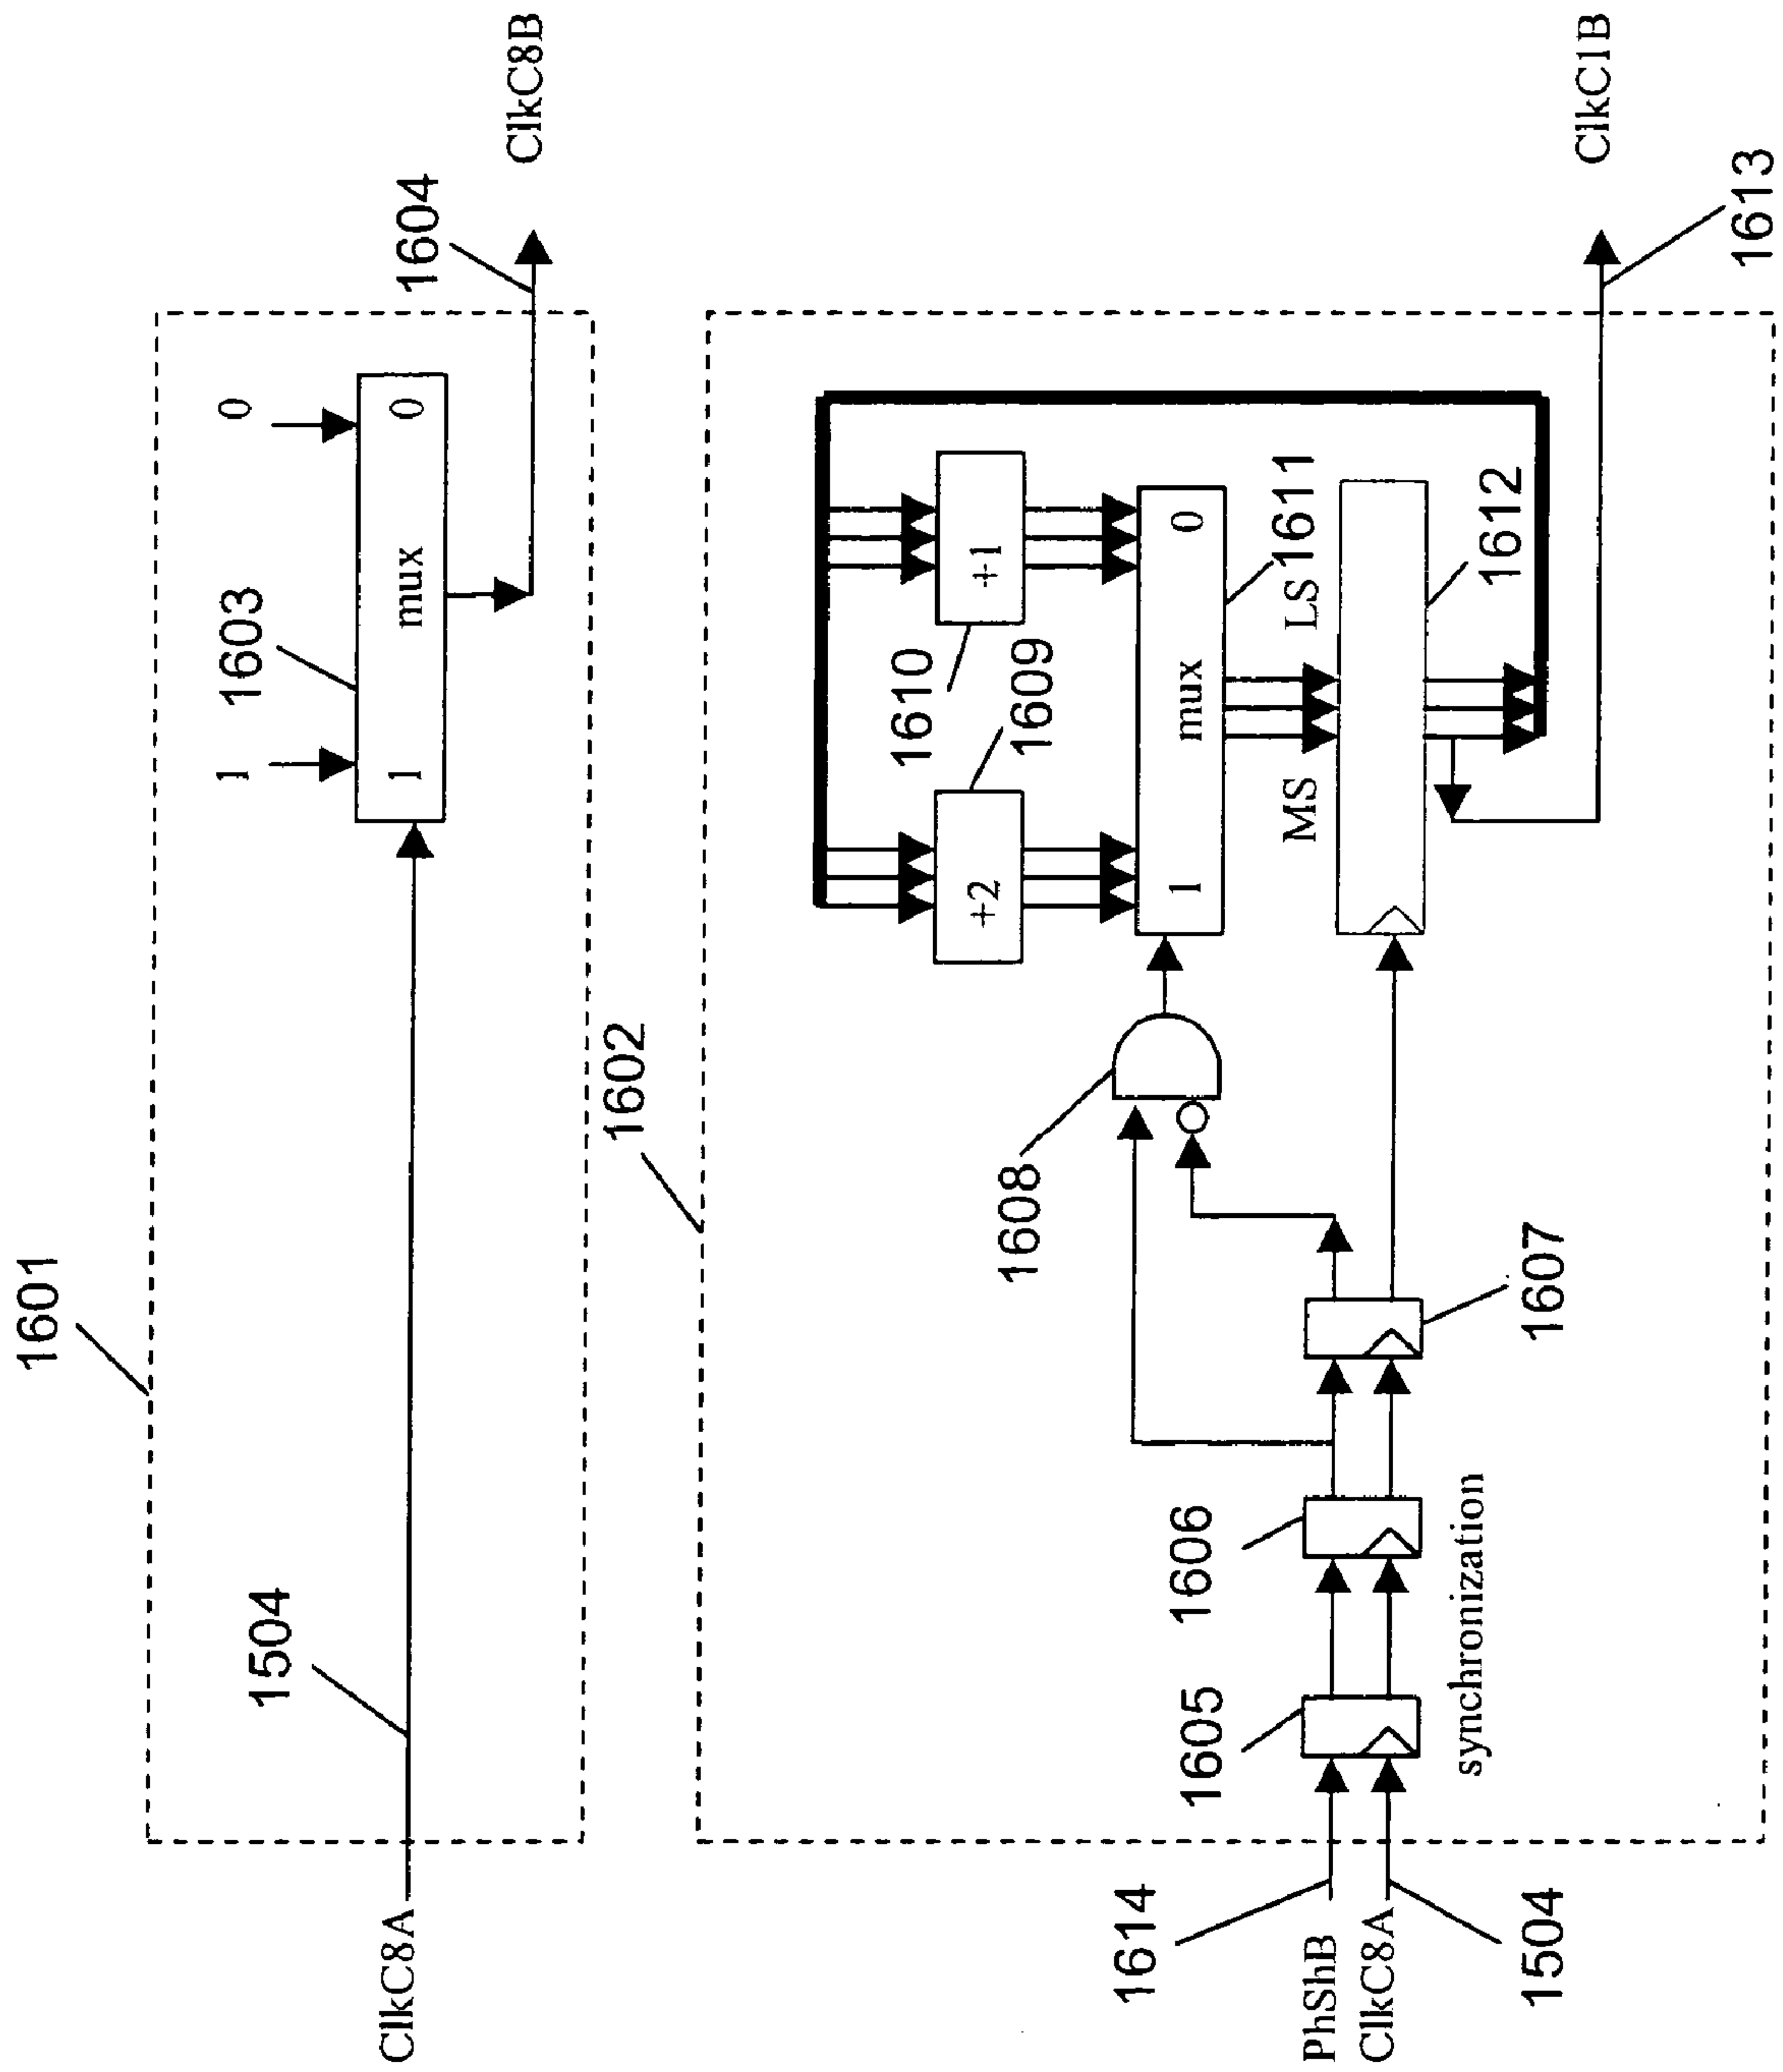 1601
ClkC8A
1504
1603
1
0
1 mux 0
1604
ClkC8B
1602
1614
PhShB
ClkC8A
1504
1605
1606
synchronization
1607
1608
+2
1609
+1
1610
1 mux 0
1611
MS LS
1612
1613
ClkC1B